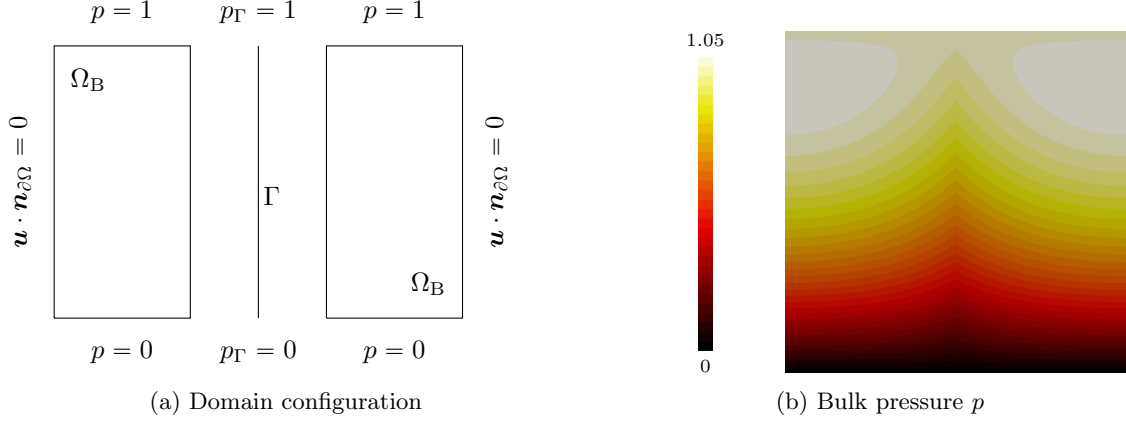 p = 1 p_Γ = 1 p = 1
1.05
Ω_B
u · n_∂Ω = 0
Γ
u · n_∂Ω = 0
Ω_B
p = 0 p_Γ = 0 p = 0
0
(a) Domain configuration
(b) Bulk pressure p